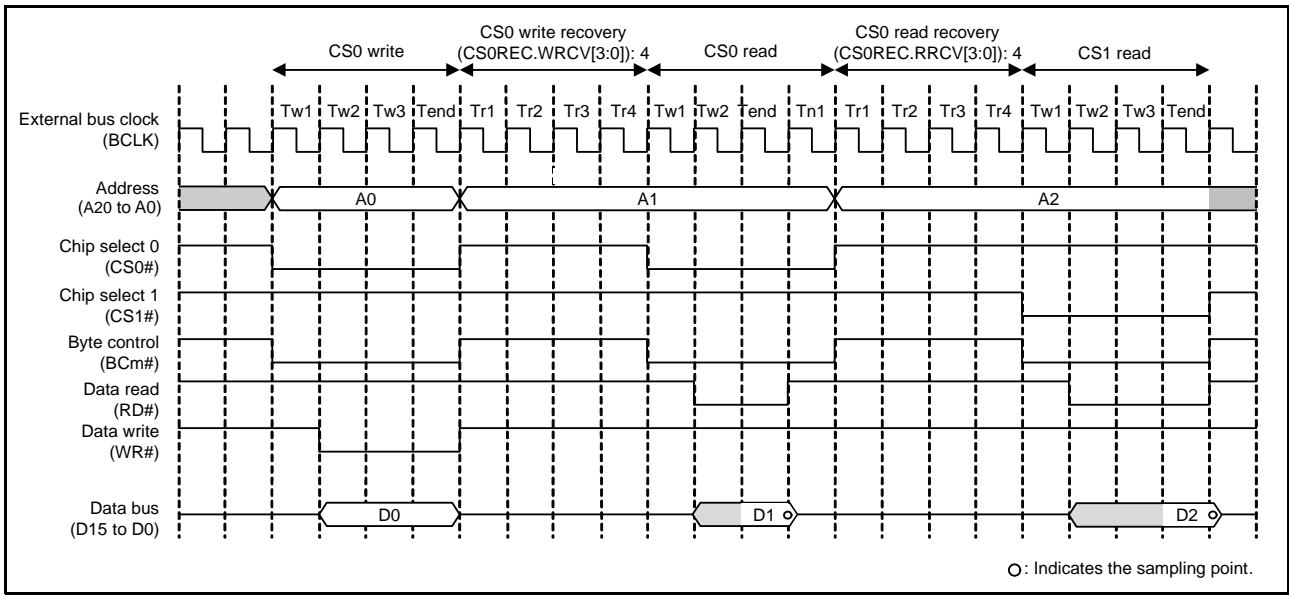 CS0 write
CS0 write recovery
(CS0REC.WRCV[3:0]): 4
CS0 read
CS0 read recovery
(CS0REC.RRCV[3:0]): 4
CS1 read
External bus clock
(BCLK)
Tw1 Tw2 Tw3 Tend Tr1 Tr2 Tr3 Tr4 Tw1 Tw2 Tend Tn1 Tr1 Tr2 Tr3 Tr4 Tw1 Tw2 Tw3 Tend
Address
(A20 to A0)
A0 A1 A2
Chip select 0
(CS0#)
Chip select 1
(CS1#)
Byte control
(BCm#)
Data read
(RD#)
Data write
(WR#)
Data bus
(D15 to D0)
D0 D1 D2
: Indicates the sampling point.